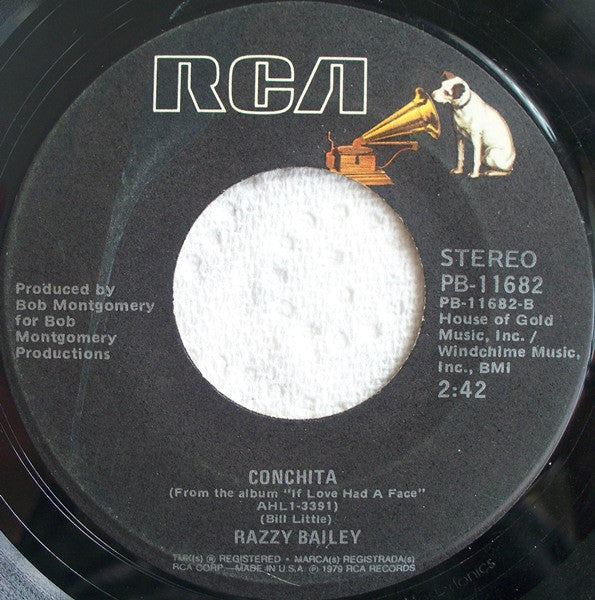 RCA
STEREO
PB-11682
PB-11682-B
House of Gold
Music, Inc. /
Windchime Music,
Inc., BMI
2:42
Produced by
Bob Montgomery
for Bob
Montgomery
Productions
CONCHITA
(From the album "If Love Had A Face"
AHL1-3391)
(Bill Little)
RAZZY BAILEY
TMK(s) ® REGISTERED • MARCA(s) REGISTRADA(s)
RCA CORP.—MADE IN U.S.A ℗ 1979 RCA RECORDS